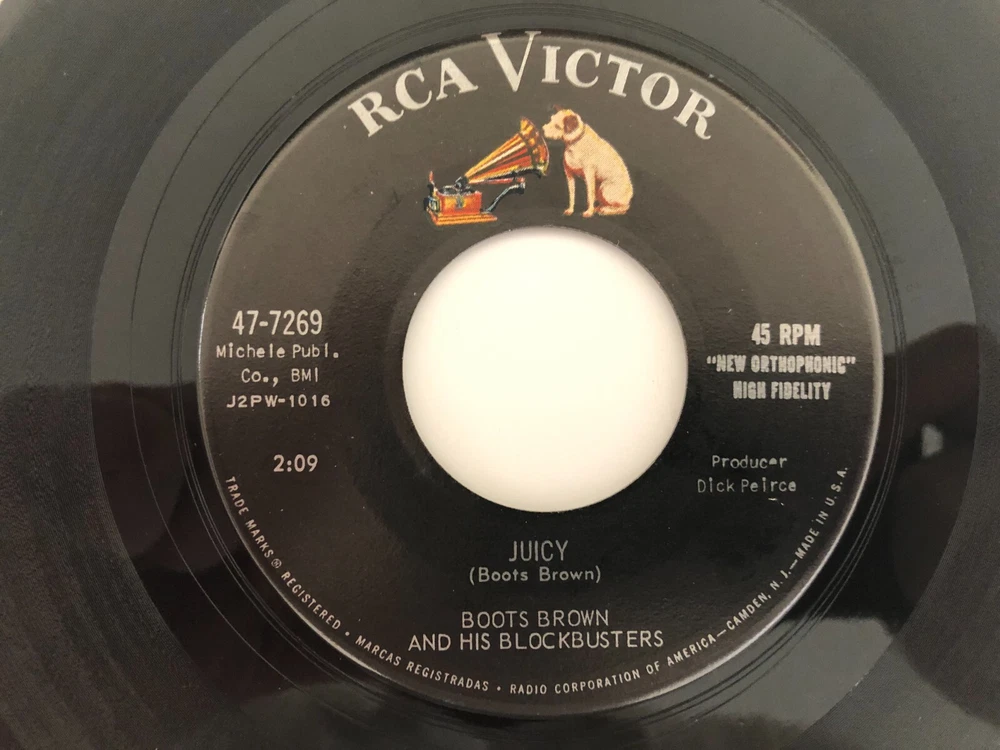 RCA VICTOR
47-7269
Michele Publ.
Co., BMI
J2PW-1016
2:09
45 RPM
"NEW ORTHOPHONIC"
HIGH FIDELITY
Producer
Dick Peirce
JUICY
(Boots Brown)
BOOTS BROWN
AND HIS BLOCKBUSTERS
TRADE MARKS ® REGISTERED • MARCAS REGISTRADAS • RADIO CORPORATION OF AMERICA—CAMDEN, N. J.—MADE IN U. S. A.